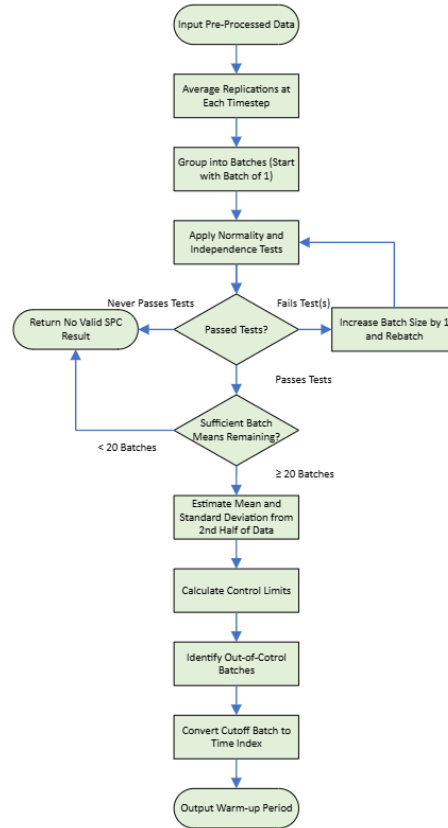 Input Pre-Processed Data
Average Replications at
Each Timestep
Group into Batches (Start
with Batch of 1)
Apply Normality and
Independence Tests
Never Passes Tests
Fails Test(s)
Return No Valid SPC
Result
Passed Tests?
Increase Batch Size by 1
and Rebatch
Passes Tests
Sufficient Batch
Means Remaining?
< 20 Batches
≥ 20 Batches
Estimate Mean and
Standard Deviation from
2nd Half of Data
Calculate Control Limits
Identify Out-of-Cotrol
Batches
Convert Cutoff Batch to
Time Index
Output Warm-up Period